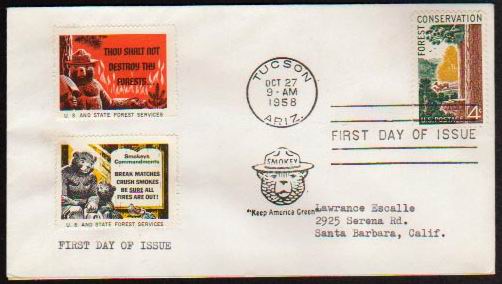 THOU SHALT NOT
DESTROY THY
FORESTS
U. S. AND STATE FOREST SERVICES
Smokeys
Commandments
BREAK MATCHES
CRUSH SMOKES
BE SURE ALL
FIRES ARE OUT!
U. S. AND STATE FOREST SERVICES
FIRST DAY OF ISSUE
TUCSON
OCT 27
9 - AM
1958
ARIZ.
FOREST CONSERVATION
4¢
U.S. POSTAGE
FIRST DAY OF ISSUE
SMOKEY
"Keep America Green"
Lawrance Escalle
2925 Serena Rd.
Santa Barbara, Calif.